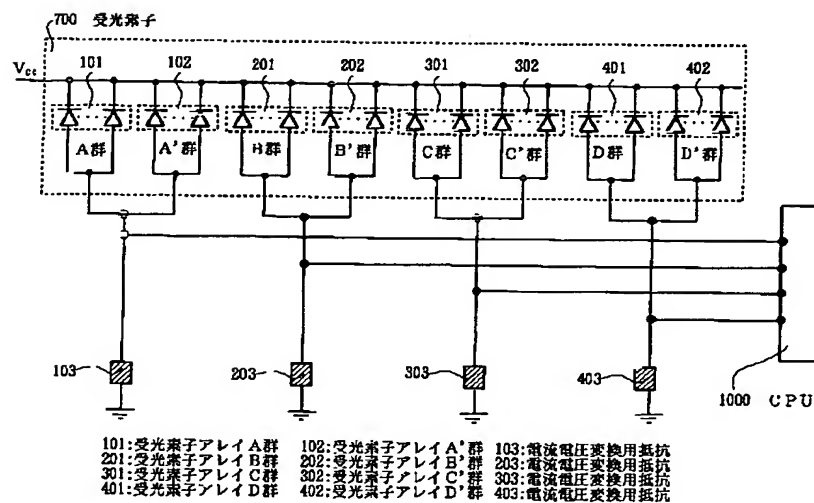 700 受光素子
Vcc
101 102 201 202 301 302 401 402
A群 A'群 B群 B'群 C群 C'群 D群 D'群
103 203 303 403
1000 CPU
101:受光素子アレイA群 102:受光素子アレイA'群 103:電流電圧変換用抵抗
201:受光素子アレイB群 202:受光素子アレイB'群 203:電流電圧変換用抵抗
301:受光素子アレイC群 302:受光素子アレイC'群 303:電流電圧変換用抵抗
401:受光素子アレイD群 402:受光素子アレイD'群 403:電流電圧変換用抵抗